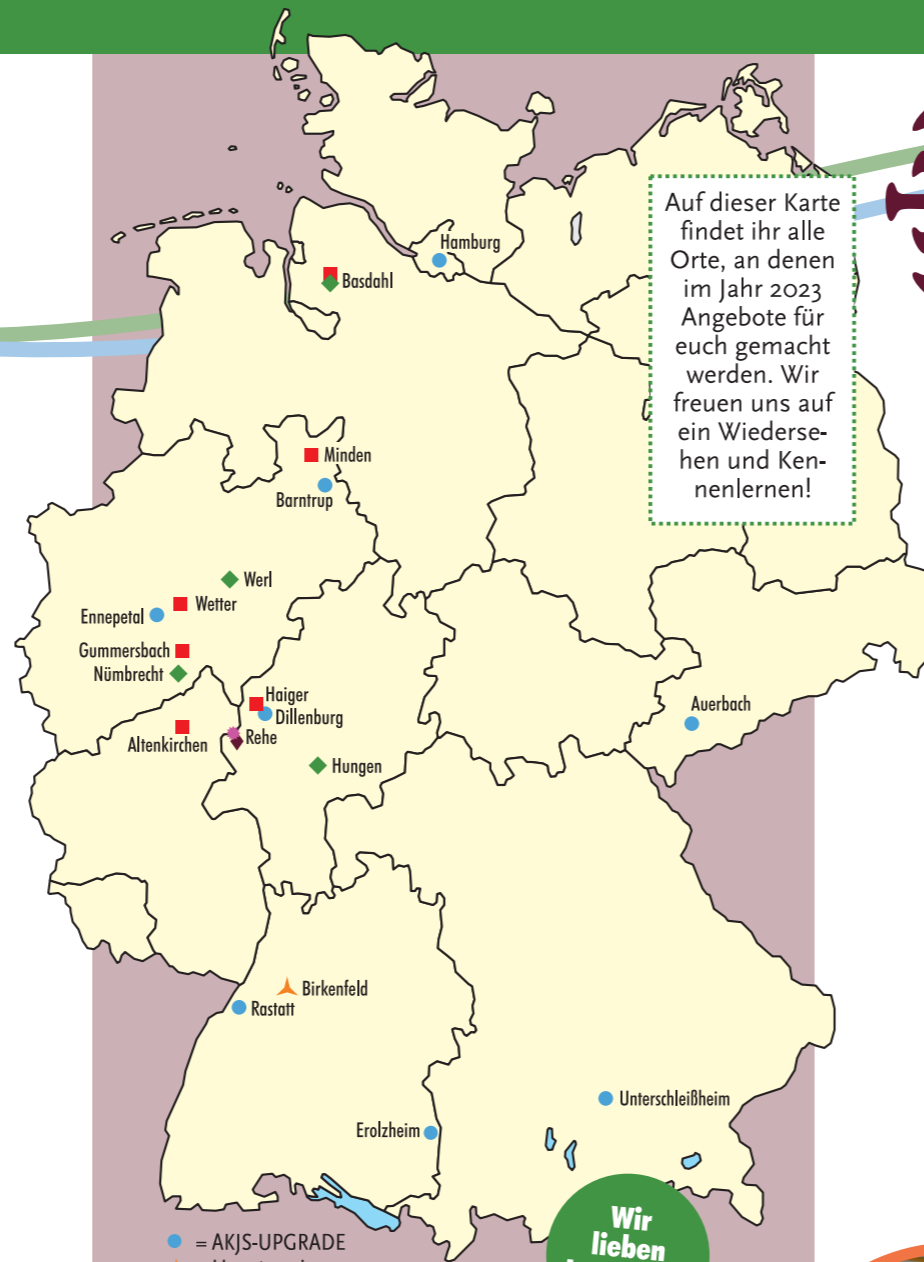 Hamburg
Basdahl
Auf dieser Karte
findet ihr alle
Orte, an denen
im Jahr 2023
Angebote für
euch gemacht
werden. Wir
freuen uns auf
ein Wiederse-
hen und Ken-
nenlernen!
Minden
Barntrup
Werl
Wetter
Ennepetal
Gummersbach
Nümbrecht
Haiger
Dillenburg
Altenkirchen
Rehe
Hungen
Auerbach
Birkenfeld
Rastatt
Unterschleißheim
Erolzheim
= AKJS-UPGRADE
Wir
lieben